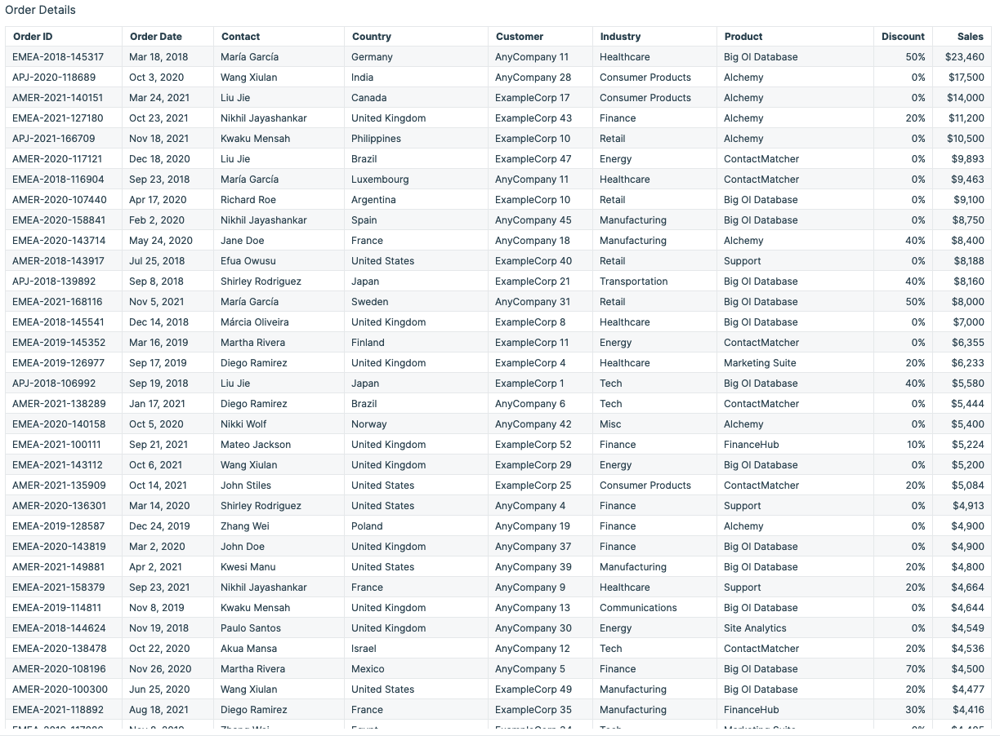 Order Details
Order ID Order Date Contact Country Customer Industry Product Discount Sales
EMEA-2018-145317 Mar 18, 2018 María García Germany AnyCompany 11 Healthcare Big Ol Database 50% $23,460
APJ-2020-118689 Oct 3, 2020 Wang Xiulan India AnyCompany 28 Consumer Products Alchemy 0% $17,500
AMER-2021-140151 Mar 24, 2021 Liu Jie Canada ExampleCorp 17 Consumer Products Alchemy 0% $14,000
EMEA-2021-127180 Oct 23, 2021 Nikhil Jayashankar United Kingdom ExampleCorp 43 Finance Alchemy 20% $11,200
APJ-2021-166709 Nov 18, 2021 Kwaku Mensah Philippines ExampleCorp 10 Retail Alchemy 0% $10,500
AMER-2020-117121 Dec 18, 2020 Liu Jie Brazil ExampleCorp 47 Energy ContactMatcher 0% $9,893
EMEA-2018-116904 Sep 23, 2018 María García Luxembourg AnyCompany 11 Healthcare ContactMatcher 0% $9,463
AMER-2020-107440 Apr 17, 2020 Richard Roe Argentina ExampleCorp 10 Retail Big Ol Database 0% $9,100
EMEA-2020-158841 Feb 2, 2020 Nikhil Jayashankar Spain AnyCompany 45 Manufacturing Big Ol Database 0% $8,750
EMEA-2020-143714 May 24, 2020 Jane Doe France AnyCompany 18 Manufacturing Alchemy 40% $8,400
AMER-2018-143917 Jul 25, 2018 Efua Owusu United States ExampleCorp 40 Retail Support 0% $8,188
APJ-2018-139892 Sep 8, 2018 Shirley Rodriguez Japan ExampleCorp 21 Transportation Big Ol Database 40% $8,160
EMEA-2021-168116 Nov 5, 2021 María García Sweden AnyCompany 31 Retail Big Ol Database 50% $8,000
EMEA-2018-145541 Dec 14, 2018 Márcia Oliveira United Kingdom ExampleCorp 8 Healthcare Big Ol Database 0% $7,000
EMEA-2019-145352 Mar 16, 2019 Martha Rivera Finland ExampleCorp 11 Energy ContactMatcher 0% $6,355
EMEA-2019-126977 Sep 17, 2019 Diego Ramirez United Kingdom ExampleCorp 4 Healthcare Marketing Suite 20% $6,233
APJ-2018-106992 Sep 19, 2018 Liu Jie Japan ExampleCorp 1 Tech Big Ol Database 40% $5,580
AMER-2021-138289 Jan 17, 2021 Diego Ramirez Brazil AnyCompany 6 Tech ContactMatcher 0% $5,444
EMEA-2020-140158 Oct 5, 2020 Nikki Wolf Norway AnyCompany 42 Misc Alchemy 0% $5,400
EMEA-2021-100111 Sep 21, 2021 Mateo Jackson United Kingdom ExampleCorp 52 Finance FinanceHub 10% $5,224
EMEA-2021-143112 Oct 6, 2021 Wang Xiulan United Kingdom ExampleCorp 29 Energy Big Ol Database 0% $5,200
AMER-2021-135909 Oct 14, 2021 John Stiles United States ExampleCorp 25 Consumer Products ContactMatcher 20% $5,084
AMER-2020-136301 Mar 14, 2020 Shirley Rodriguez United States AnyCompany 4 Finance Support 0% $4,913
EMEA-2019-128587 Dec 24, 2019 Zhang Wei Poland AnyCompany 19 Finance Alchemy 0% $4,900
EMEA-2020-143819 Mar 2, 2020 John Doe United Kingdom AnyCompany 37 Finance Big Ol Database 0% $4,900
AMER-2021-149881 Apr 2, 2021 Kwesi Manu United States AnyCompany 39 Manufacturing Big Ol Database 20% $4,800
EMEA-2021-158379 Sep 23, 2021 Nikhil Jayashankar France AnyCompany 9 Healthcare Support 20% $4,664
EMEA-2019-114811 Nov 8, 2019 Kwaku Mensah United Kingdom AnyCompany 13 Communications Big Ol Database 0% $4,644
EMEA-2018-144624 Nov 19, 2018 Paulo Santos United Kingdom AnyCompany 30 Energy Site Analytics 0% $4,549
EMEA-2020-138478 Oct 22, 2020 Akua Mansa Israel AnyCompany 12 Tech ContactMatcher 20% $4,536
AMER-2020-108196 Nov 26, 2020 Martha Rivera Mexico AnyCompany 5 Finance Big Ol Database 70% $4,500
AMER-2020-100300 Jun 25, 2020 Wang Xiulan United States ExampleCorp 49 Manufacturing Big Ol Database 20% $4,477
EMEA-2021-118892 Aug 18, 2021 Diego Ramirez France ExampleCorp 35 Manufacturing FinanceHub 30% $4,416